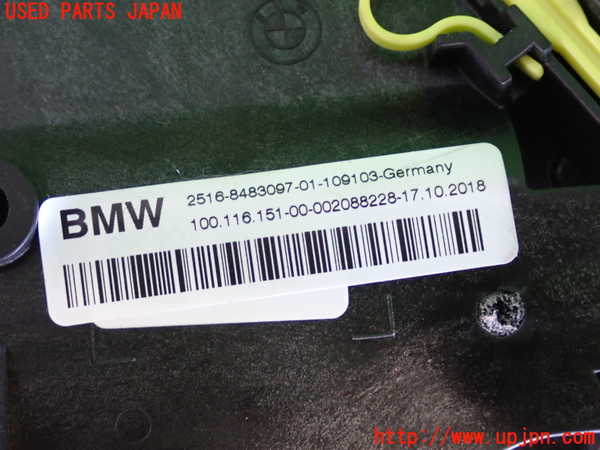 USED PARTS JAPAN
BMW
2516-8483097-01-109103-Germany
100.116.151-00-002088228-17.10.2018
http://www.upjpn.com/